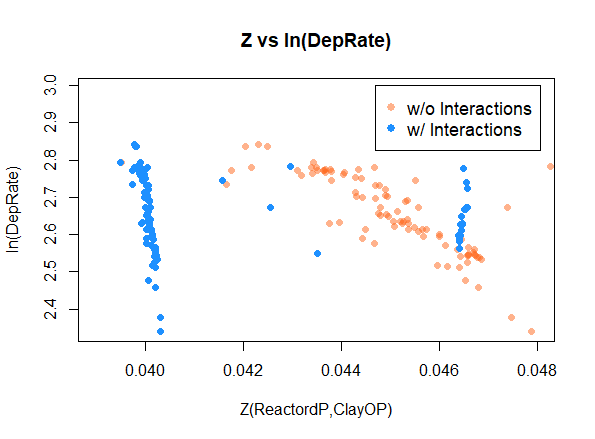 Z vs ln(DepRate)
w/o Interactions
w/ Interactions
ln(DepRate)
3.0
2.9
2.8
2.7
2.6
2.5
2.4
0.040 0.042 0.044 0.046 0.048
Z(ReactordP,ClayOP)